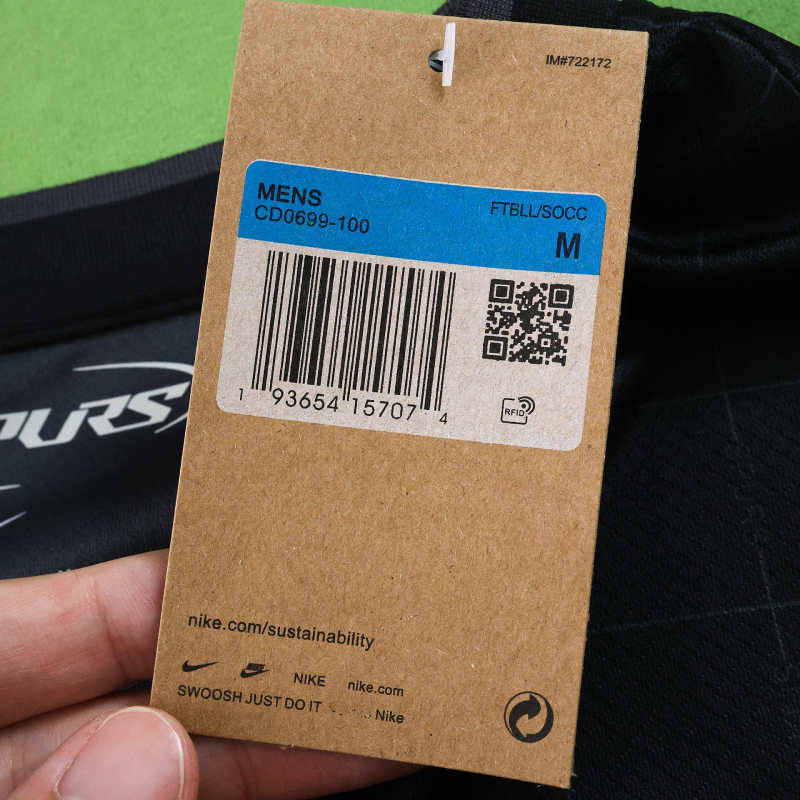 IM#722172
MENS
FTBLL/SOCC
CD0699-100
M
1 93654 15707 4
RFID
PURS
nike.com/sustainability
NIKE nike.com
SWOOSH JUST DO IT Nike